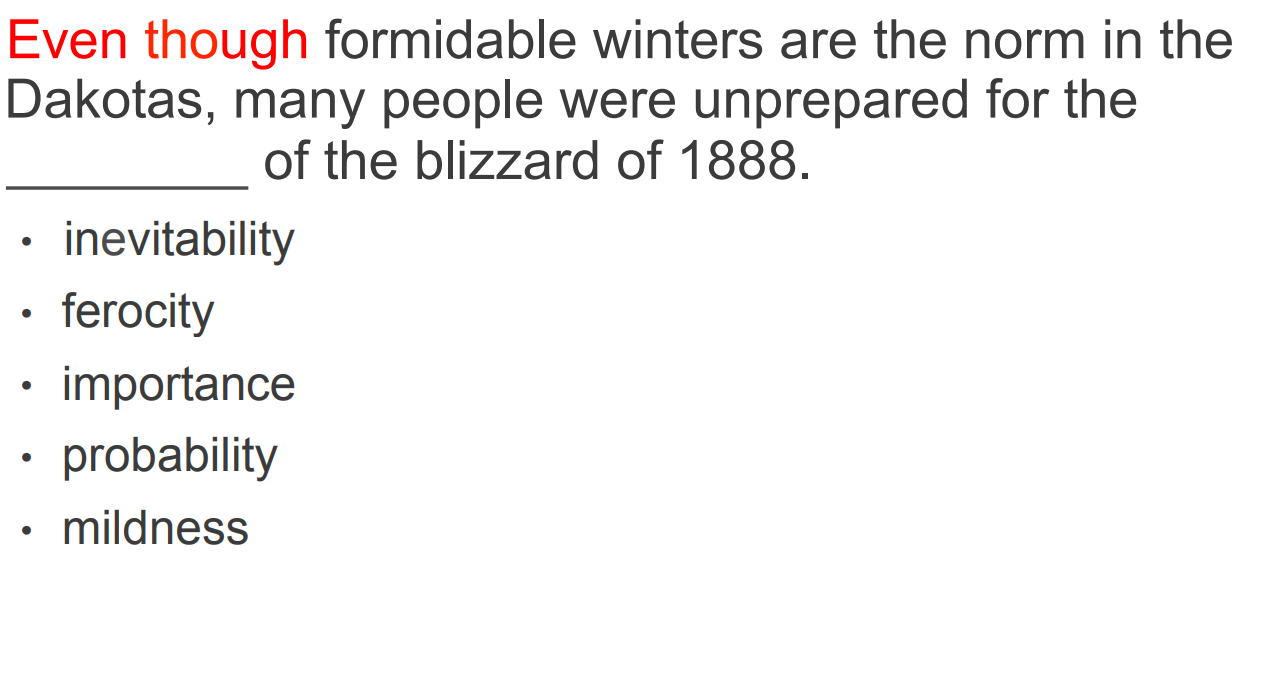 Even though formidable winters are the norm in the
Dakotas, many people were unprepared for the
_________ of the blizzard of 1888.
• inevitability
• ferocity
• importance
• probability
• mildness